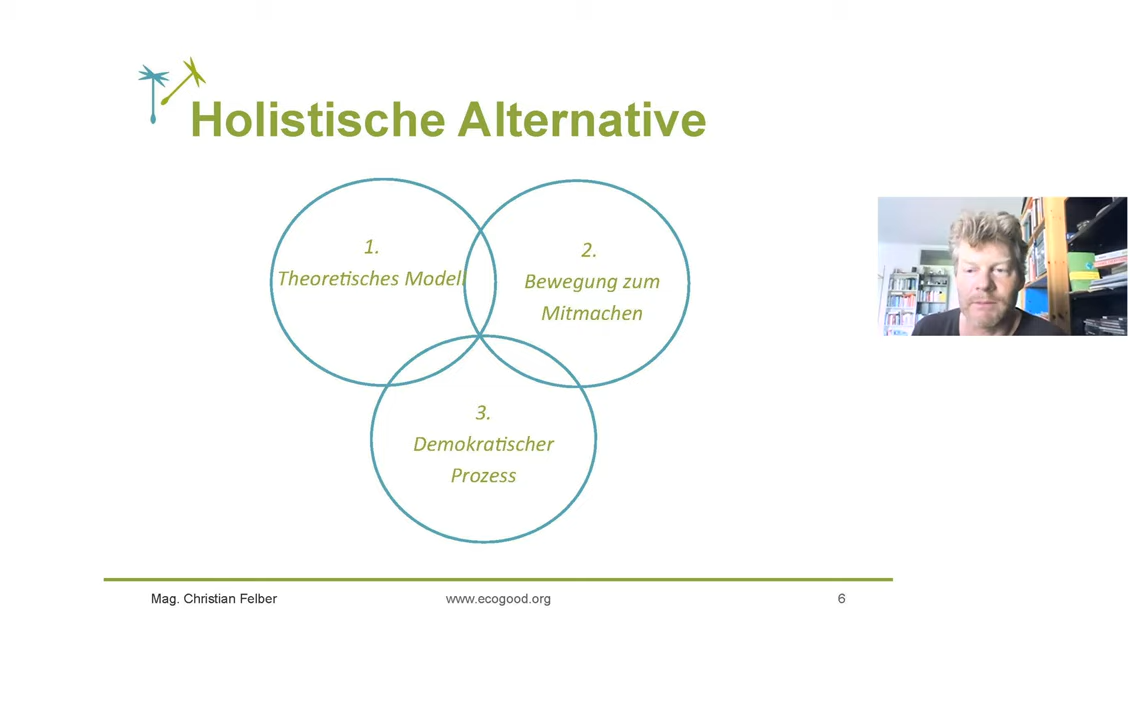 Holistische Alternative
1.
Theoretisches Modell
2.
Bewegung zum
Mitmachen
3.
Demokratischer
Prozess
Mag. Christian Felber
www.ecogood.org
6